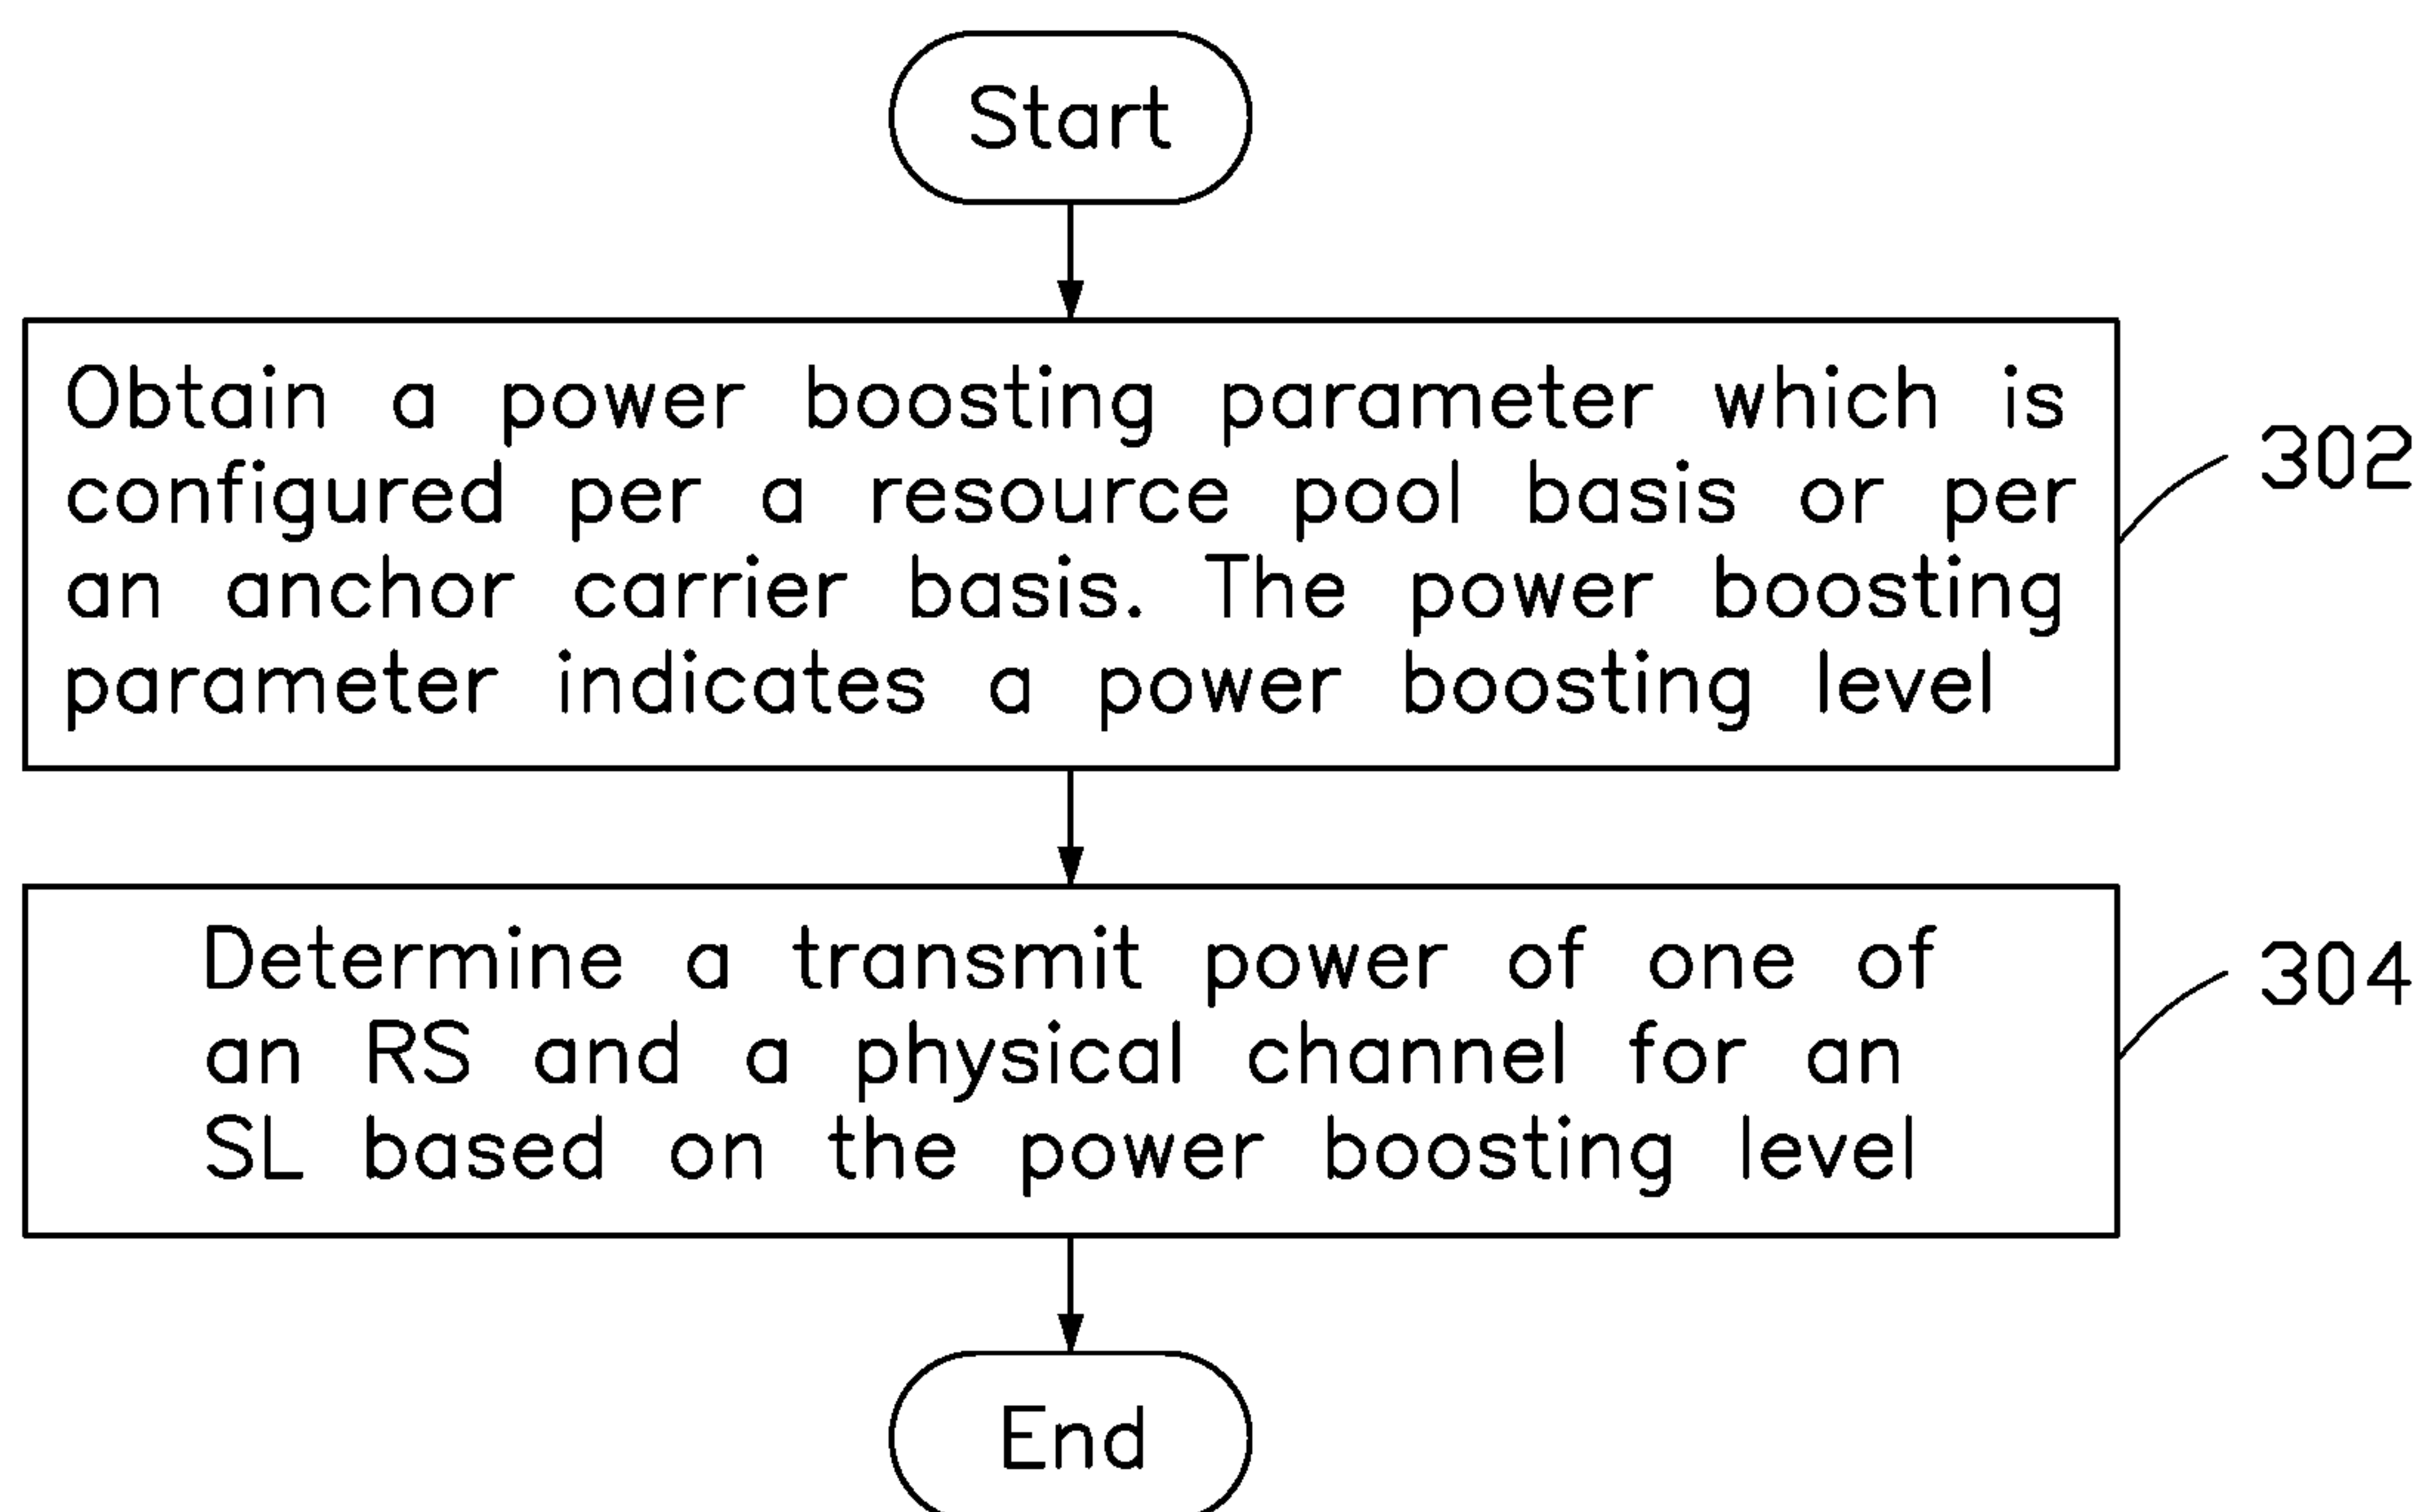 Start
Obtain a power boosting parameter which is
configured per a resource pool basis or per
an anchor carrier basis. The power boosting
parameter indicates a power boosting level
302
Determine a transmit power of one of
an RS and a physical channel for an
SL based on the power boosting level
304
End